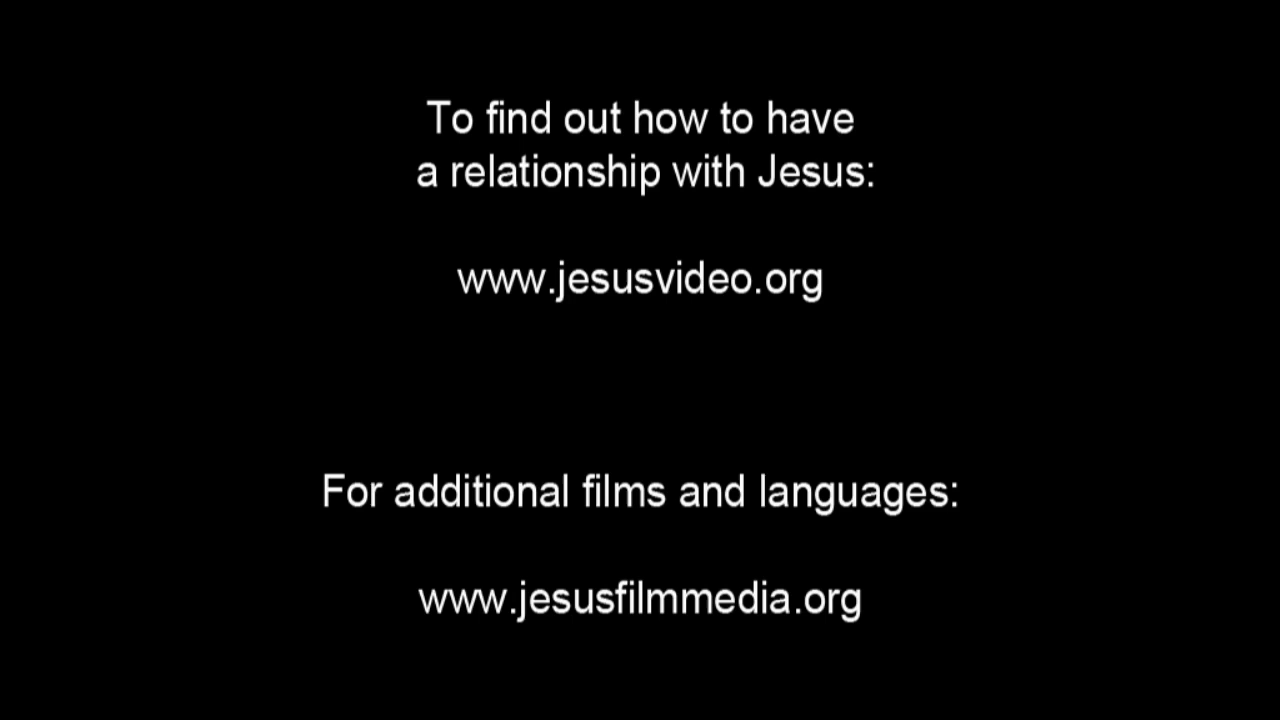 To find out how to have
a relationship with Jesus:
www.jesusvideo.org
For additional films and languages:
www.jesusfilmmedia.org